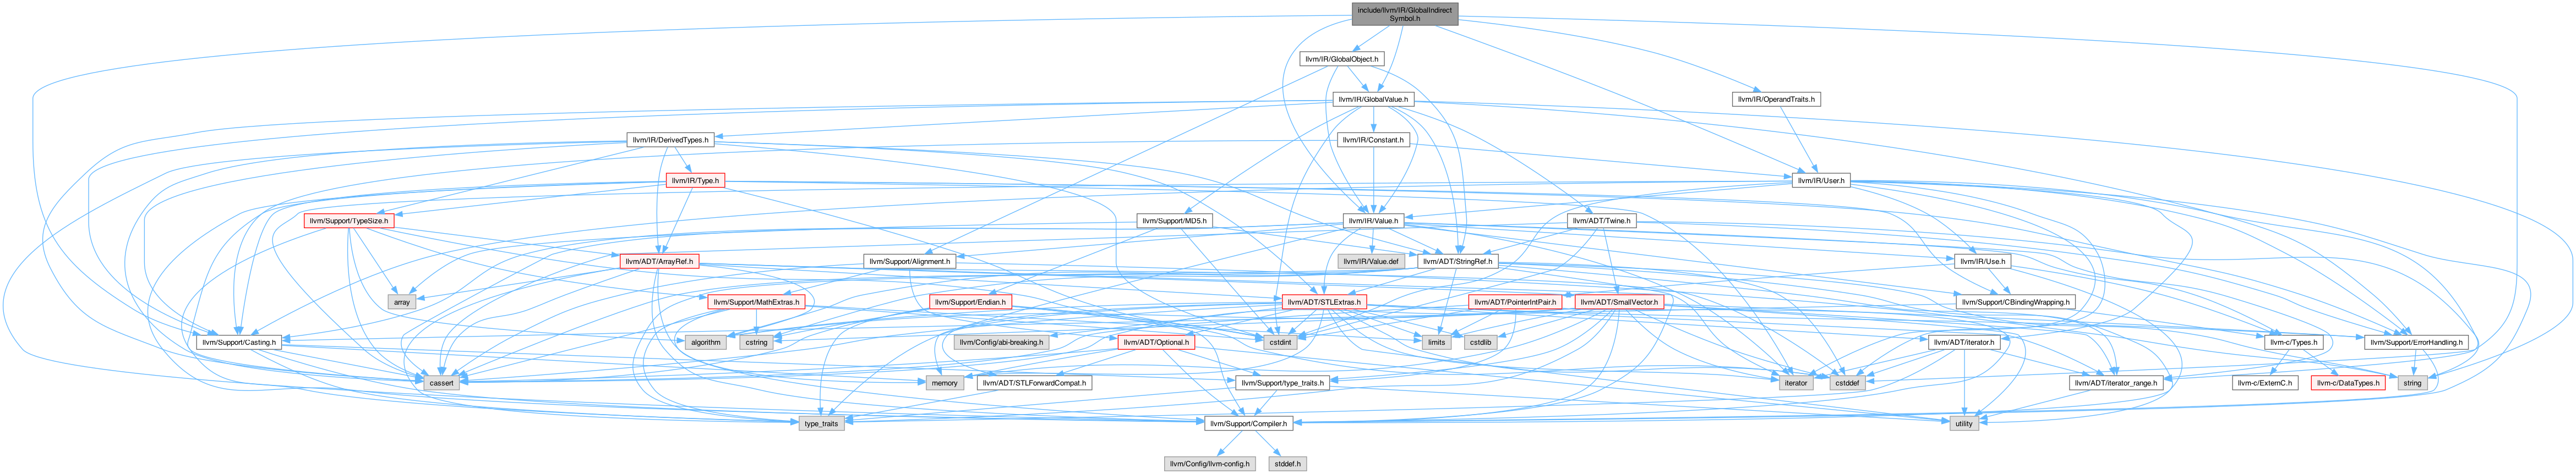 include/llvm/IR/GlobalIndirect
Symbol.h
llvm/IR/GlobalObject.h
llvm/IR/GlobalValue.h
llvm/IR/OperandTraits.h
llvm/IR/DerivedTypes.h
llvm/IR/Constant.h
llvm/IR/Type.h
llvm/IR/User.h
llvm/Support/TypeSize.h
llvm/Support/MD5.h
llvm/IR/Value.h
llvm/ADT/Twine.h
llvm/ADT/ArrayRef.h
llvm/Support/Alignment.h
llvm/IR/Value.def
llvm/ADT/StringRef.h
llvm/IR/Use.h
array
llvm/Support/MathExtras.h
llvm/Support/Endian.h
llvm/ADT/STLExtras.h
llvm/ADT/PointerIntPair.h
llvm/ADT/SmallVector.h
llvm/Support/CBindingWrapping.h
llvm/Support/Casting.h
algorithm
cstring
llvm/Config/abi-breaking.h
llvm/ADT/Optional.h
cstdint
limits
cstdlib
llvm/ADT/iterator.h
llvm-c/Types.h
llvm/Support/ErrorHandling.h
cassert
memory
llvm/ADT/STLForwardCompat.h
llvm/Support/type_traits.h
iterator
cstddef
llvm/ADT/iterator_range.h
llvm-c/ExternC.h
llvm-c/DataTypes.h
string
type_traits
llvm/Support/Compiler.h
utility
llvm/Config/llvm-config.h
stddef.h